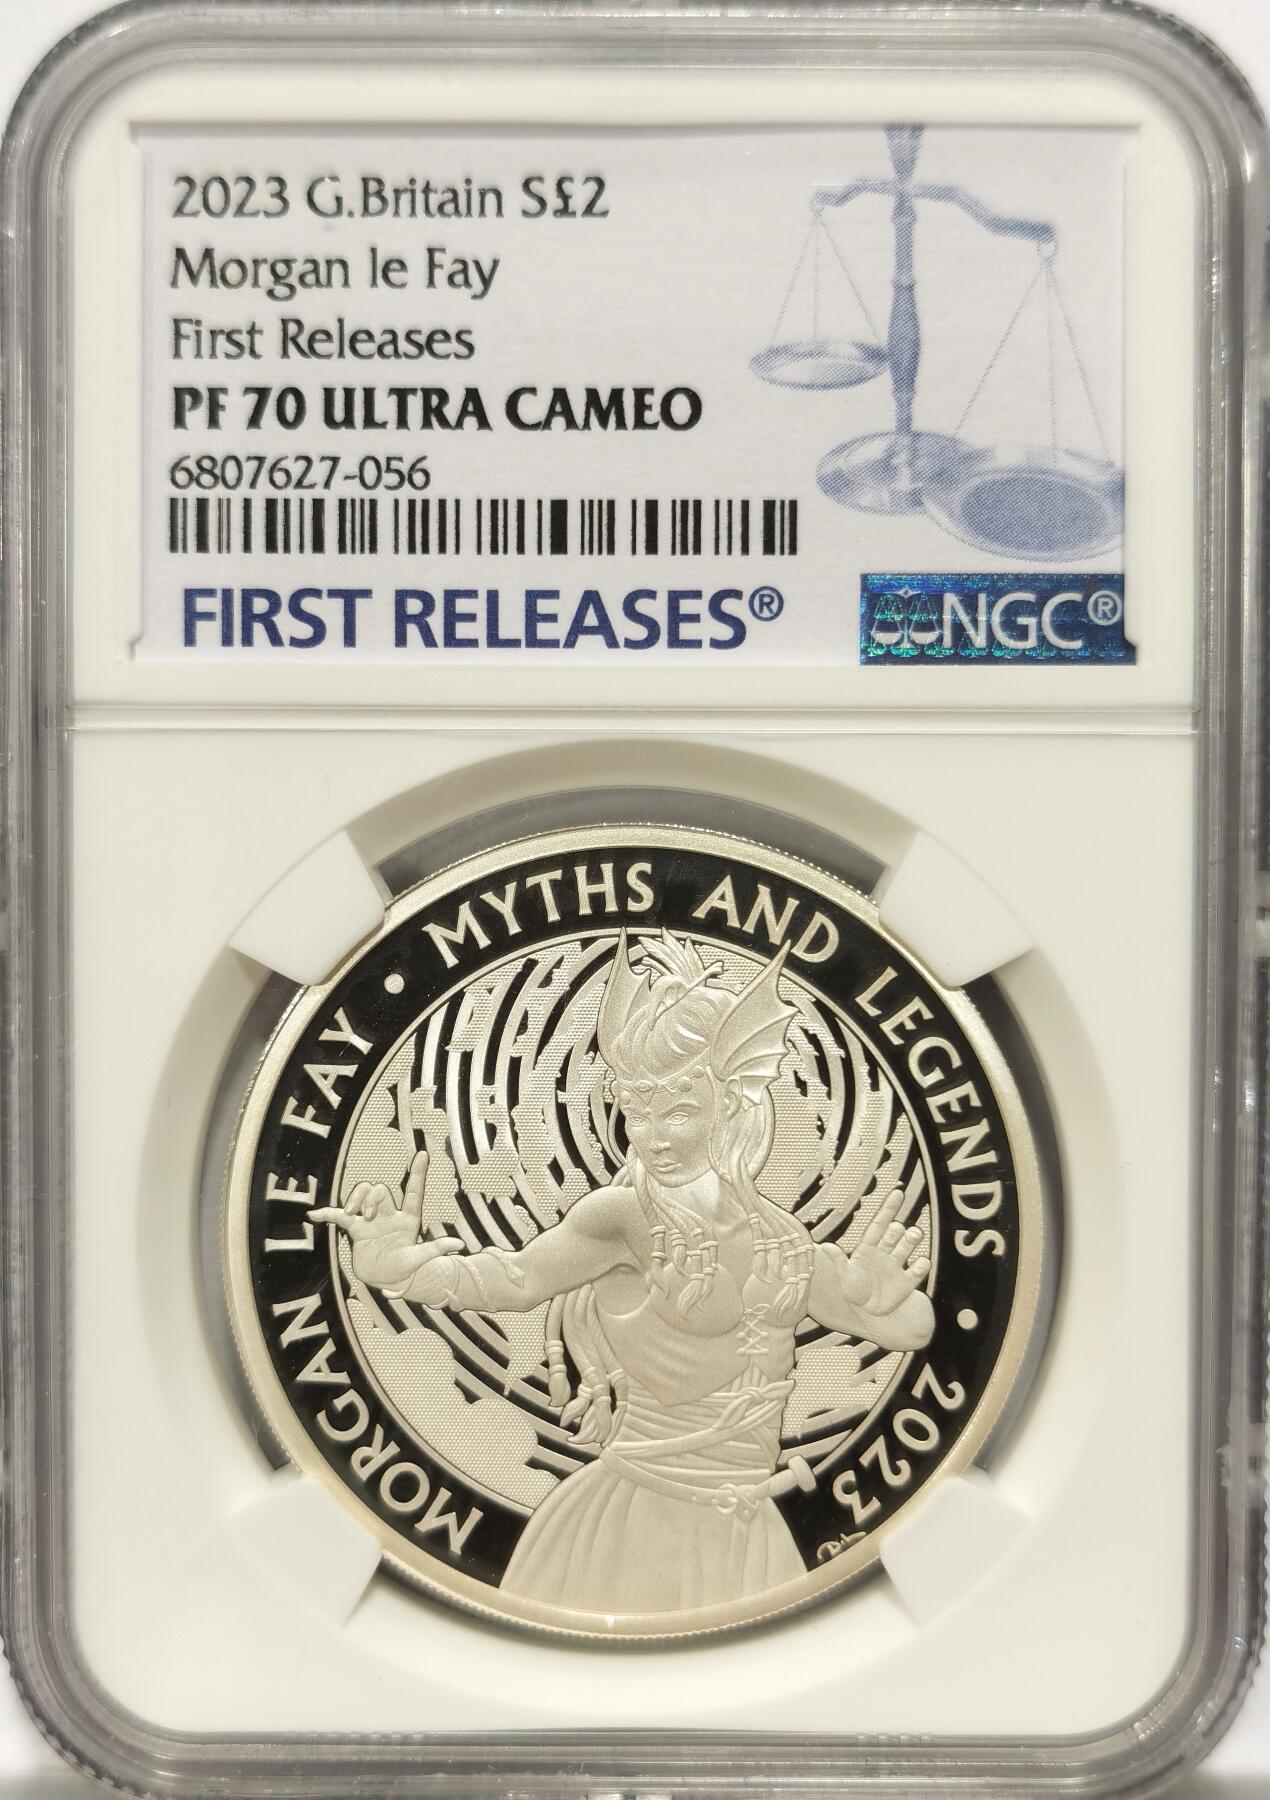 2023 G.Britain S£2
Morgan le Fay
First Releases
PF 70 ULTRA CAMEO
6807627-056
FIRST RELEASES®
NGC®
MORGAN LE FAY • MYTHS AND LEGENDS • 2023